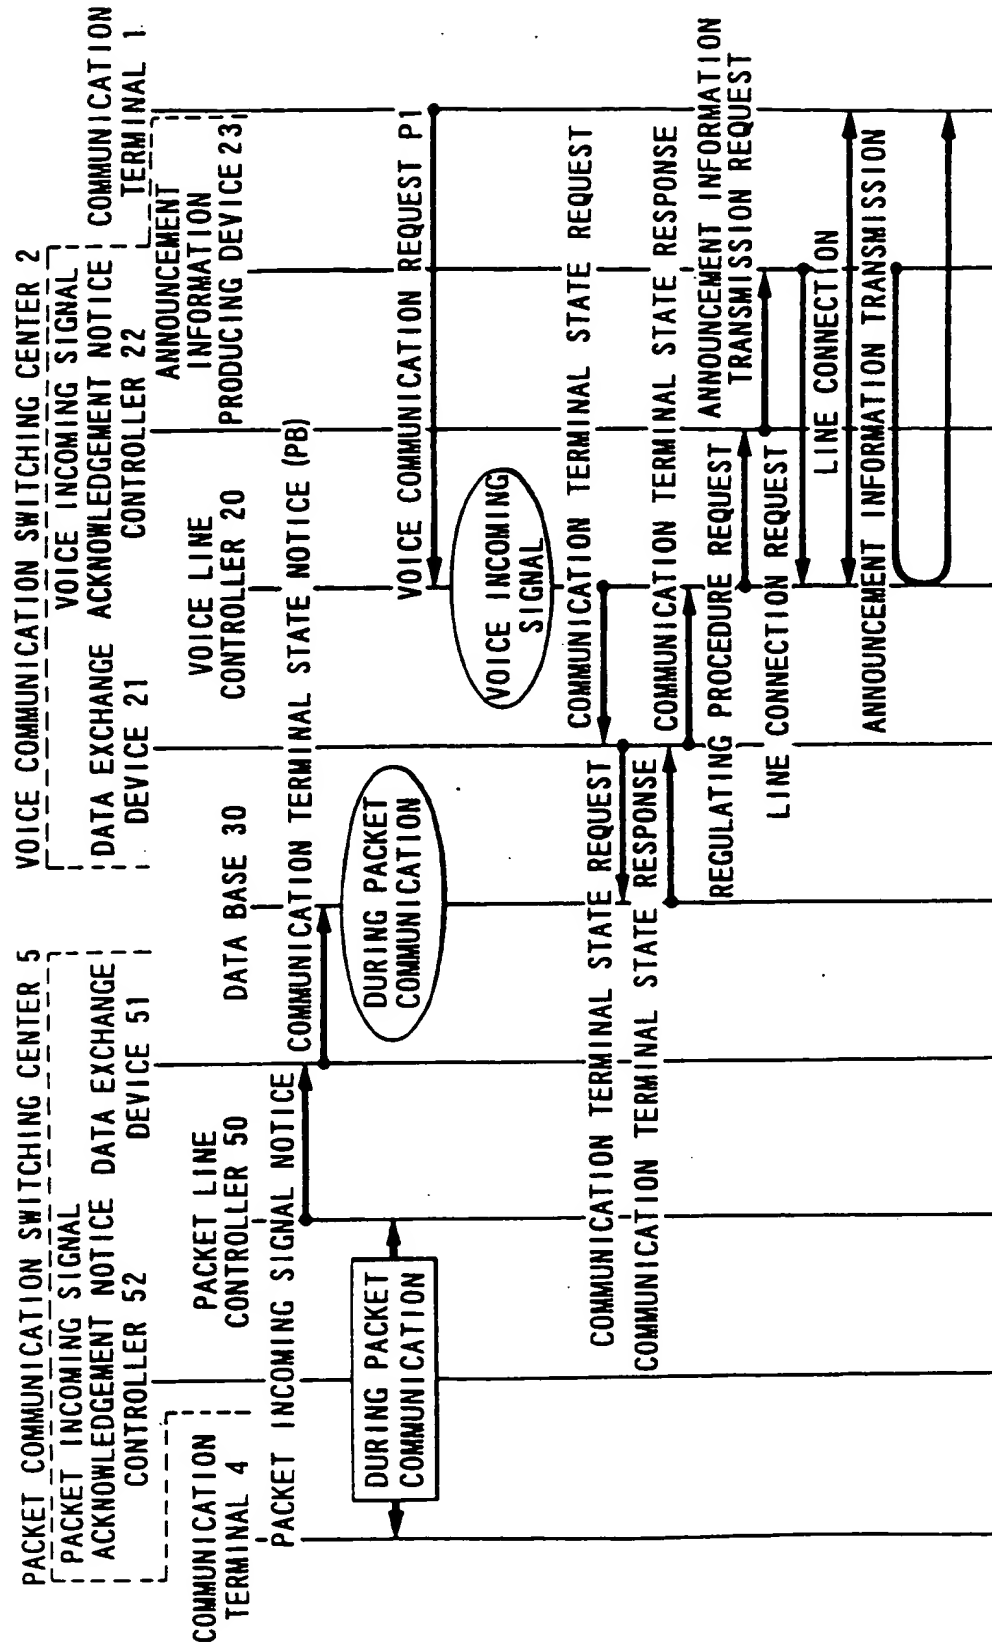 PACKET COMMUNICATION SWITCHING CENTER 5
PACKET INCOMING SIGNAL
ACKNOWLEDGEMENT NOTICE
CONTROLLER 52
DATA EXCHANGE
DEVICE 51
VOICE COMMUNICATION SWITCHING CENTER 2
VOICE INCOMING SIGNAL
DATA EXCHANGE
DEVICE 21
ACKNOWLEDGEMENT NOTICE
CONTROLLER 22
COMMUNICATION
TERMINAL 1
COMMUNICATION
TERMINAL 4
PACKET LINE
CONTROLLER 50
DATA BASE 30
VOICE LINE
CONTROLLER 20
ANNOUNCEMENT
INFORMATION
PRODUCING DEVICE 23
PACKET INCOMING SIGNAL NOTICE
COMMUNICATION TERMINAL STATE NOTICE (PB)
DURING PACKET
COMMUNICATION
DURING PACKET
COMMUNICATION
VOICE COMMUNICATION REQUEST P1
VOICE INCOMING
SIGNAL
COMMUNICATION TERMINAL STATE REQUEST
COMMUNICATION TERMINAL STATE REQUEST
COMMUNICATION TERMINAL STATE RESPONSE
COMMUNICATION TERMINAL STATE RESPONSE
REGULATING PROCEDURE REQUEST
ANNOUNCEMENT INFORMATION
TRANSMISSION REQUEST
LINE CONNECTION REQUEST
LINE CONNECTION
ANNOUNCEMENT INFORMATION TRANSMISSION